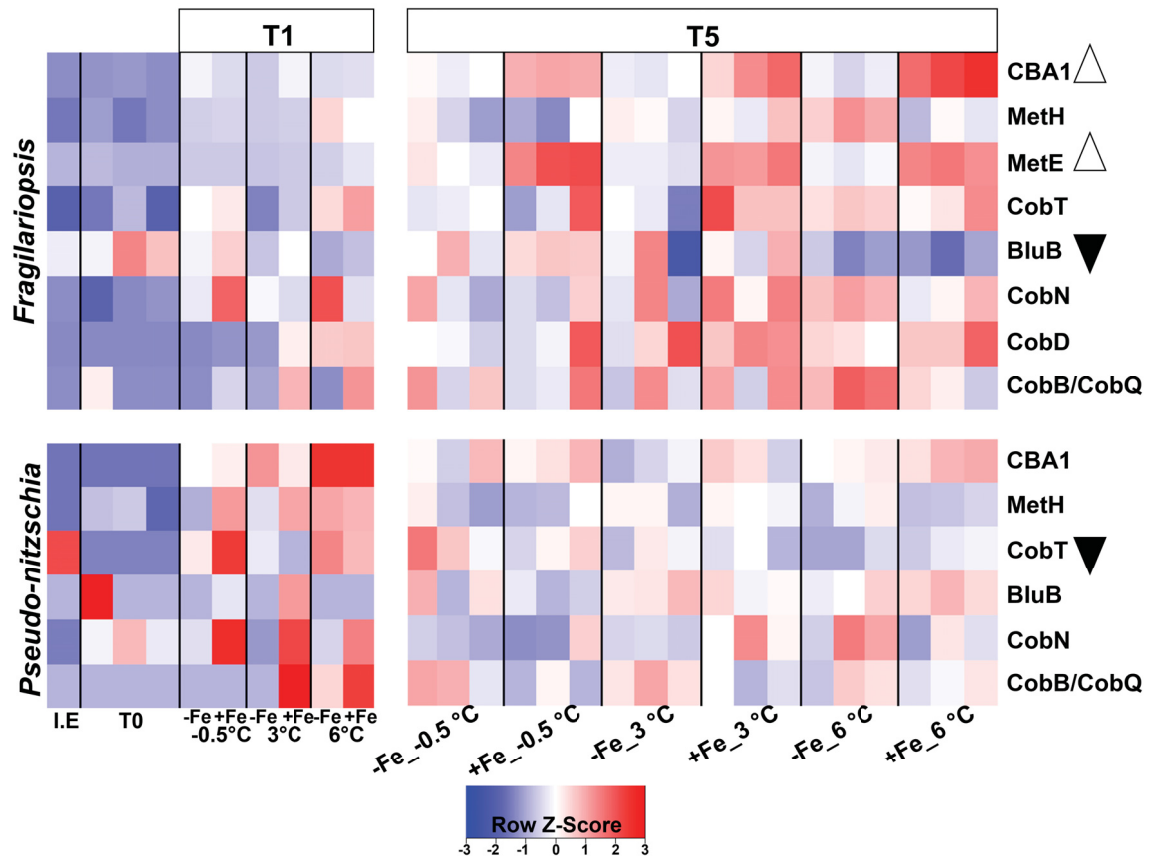 T1
T5
Fragilariopsis
CBA1
MetH
MetE
CobT
BluB
CobN
CobD
CobB/CobQ
Pseudo-nitzschia
CBA1
MetH
CobT
BluB
CobN
CobB/CobQ
I.E
T0
-Fe +Fe -Fe +Fe -Fe +Fe
-0.5°C
3°C
6°C
-Fe_-0.5 °C
+Fe_-0.5 °C
-Fe_3 °C
+Fe_3 °C
-Fe_6 °C
+Fe_6 °C
Row Z-Score
-3 -2 -1 0 1 2 3